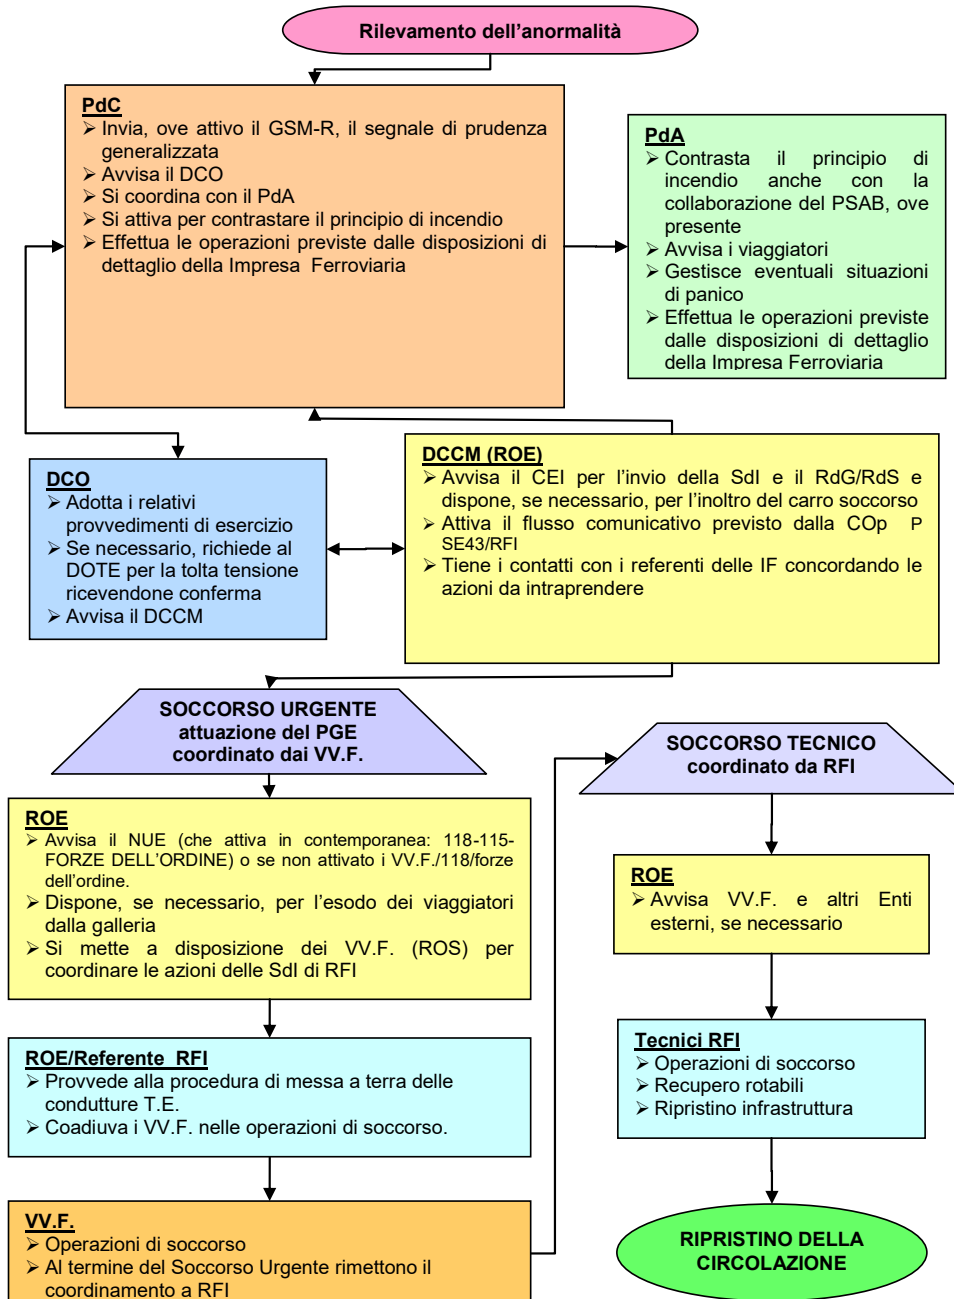 Rilevamento dell'anormalità
PdC
➢ Invia, ove attivo il GSM-R, il segnale di prudenza
generalizzata
➢ Avvisa il DCO
➢ Si coordina con il PdA
➢ Si attiva per contrastare il principio di incendio
➢ Effettua le operazioni previste dalle disposizioni di
dettaglio della Impresa Ferroviaria
PdA
➢ Contrasta il principio di
incendio anche con la
collaborazione del PSAB, ove
presente
➢ Avvisa i viaggiatori
➢ Gestisce eventuali situazioni
di panico
➢ Effettua le operazioni previste
dalle disposizioni di dettaglio
della Impresa Ferroviaria
DCO
➢ Adotta i relativi
provvedimenti di esercizio
➢ Se necessario, richiede al
DOTE per la tolta tensione
ricevendone conferma
➢ Avvisa il DCCM
DCCM (ROE)
➢ Avvisa il CEI per l'invio della SdI e il RdG/RdS e
dispone, se necessario, per l'inoltro del carro soccorso
➢ Attiva il flusso comunicativo previsto dalla COp P
SE43/RFI
➢ Tiene i contatti con i referenti delle IF concordando le
azioni da intraprendere
SOCCORSO URGENTE
attuazione del PGE
coordinato dai VV.F.
ROE
➢ Avvisa il NUE (che attiva in contemporanea: 118-115-
FORZE DELL'ORDINE) o se non attivato i VV.F./118/forze
dell'ordine.
➢ Dispone, se necessario, per l'esodo dei viaggiatori
dalla galleria
➢ Si mette a disposizione dei VV.F. (ROS) per
coordinare le azioni delle SdI di RFI
ROE/Referente RFI
➢ Provvede alla procedura di messa a terra delle
condutture T.E.
➢ Coadiuva i VV.F. nelle operazioni di soccorso.
VV.F.
➢ Operazioni di soccorso
➢ Al termine del Soccorso Urgente rimettono il
coordinamento a RFI
SOCCORSO TECNICO
coordinato da RFI
ROE
➢ Avvisa VV.F. e altri Enti
esterni, se necessario
Tecnici RFI
➢ Operazioni di soccorso
➢ Recupero rotabili
➢ Ripristino infrastruttura
RIPRISTINO DELLA
CIRCOLAZIONE